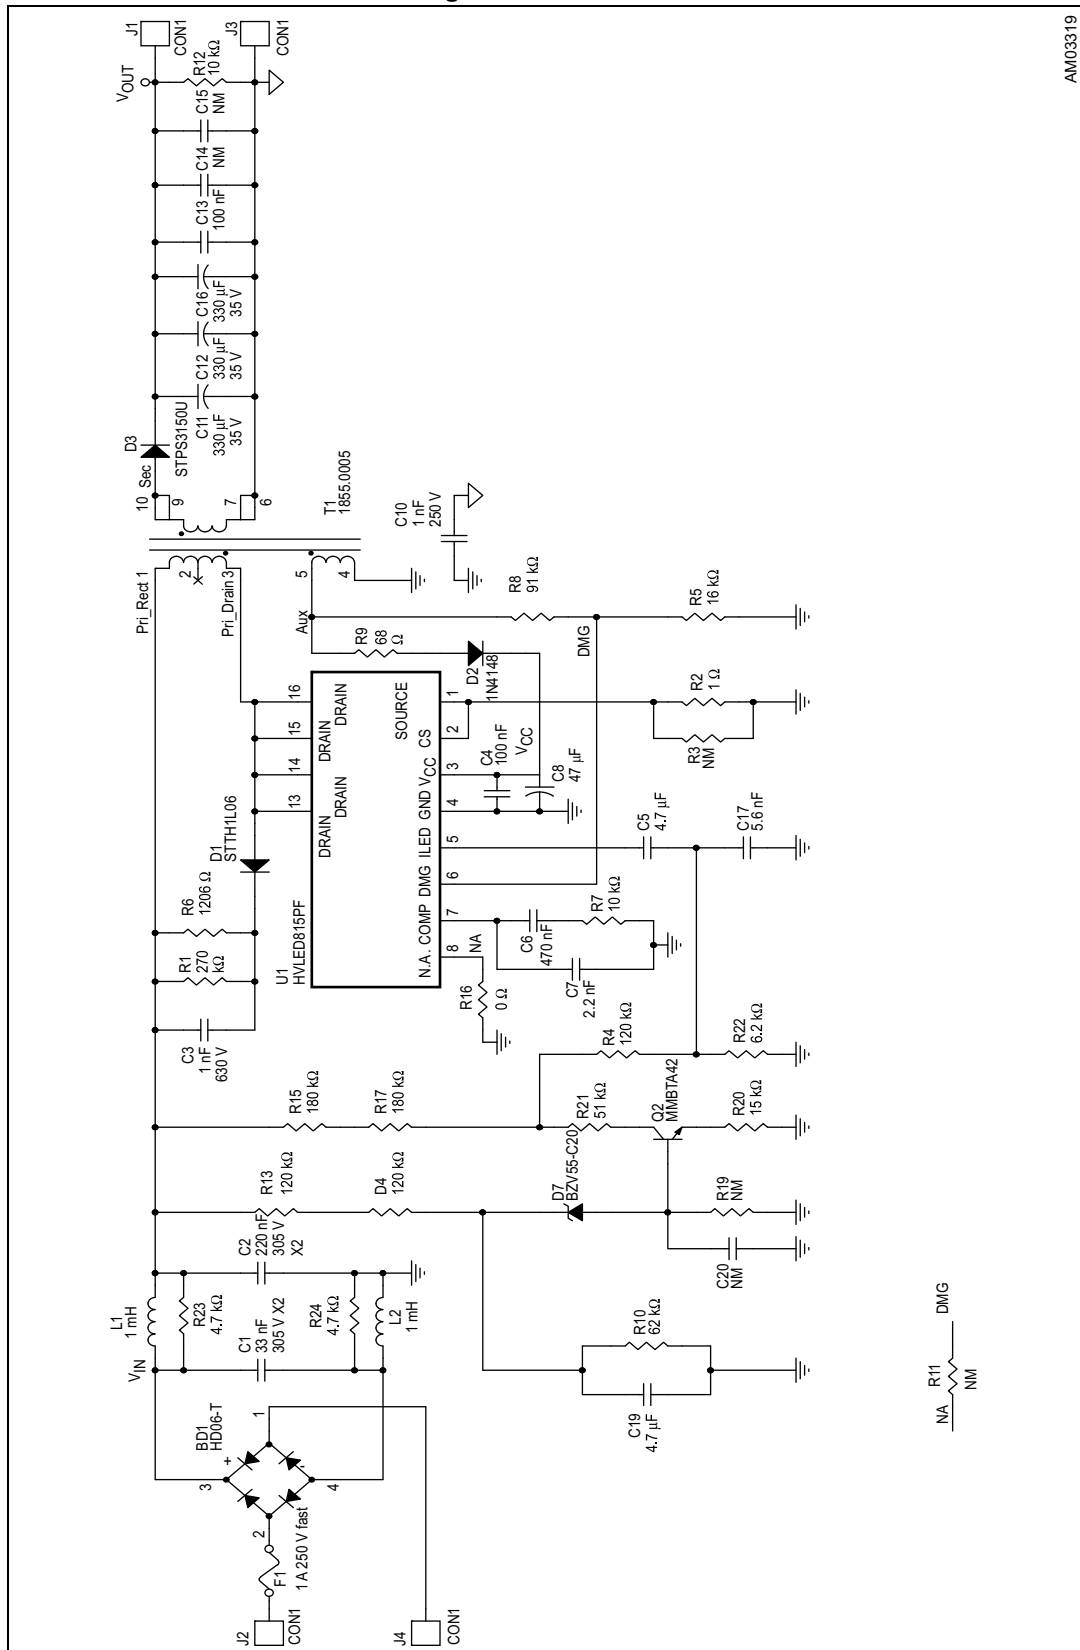 AM03319
J1
CON1
J3
CON1
VOUT
R12
10 kΩ
C15
NM
C14
NM
C13
100 nF
C16
330 µF
35 V
C12
330 µF
35 V
C11
330 µF
35 V
D3
STPS3150U
Sec
10
9
7
6
T1
1855.0005
Pri_Rect 1
2
Pri_Drain 3
5
4
Aux
C10
1 nF
250 V
R8
91 kΩ
R5
16 kΩ
DMG
R9
68
Ω
D2
1N4148
R2
1 Ω
R3
NM
16
15
14
13
DRAIN
DRAIN
DRAIN
DRAIN
SOURCE
CS
VCC
GND
ILED
DMG
COMP
N.A.
1
2
3
4
5
6
7
8
U1
HVLED815PF
C4
100 nF
VCC
C8
47 µF
C5
4.7 µF
C17
5.6 nF
D1
STTH1L06
R6
1206 Ω
R1
270
kΩ
C3
1 nF
630 V
NA
R16
0 Ω
C6
470 nF
R7
10 kΩ
C7
2.2 nF
R4
120 kΩ
R22
6.2 kΩ
R15
180 kΩ
R17
180 kΩ
R21
51 kΩ
Q2
MMBTA42
R20
15 kΩ
R13
120 kΩ
D4
120 kΩ
D7
BZV55-C20
R19
NM
C20
NM
L1
1 mH
R23
4.7 kΩ
C2
220 nF
305 V
X2
C1
33 nF
305 V X2
R24
4.7 kΩ
L2
1 mH
VIN
R10
62 kΩ
C19
4.7 µF
BD1
HD06-T
+
-
1
2
3
4
F1
1 A 250 V fast
J2
CON1
J4
CON1
NA
R11
NM
DMG